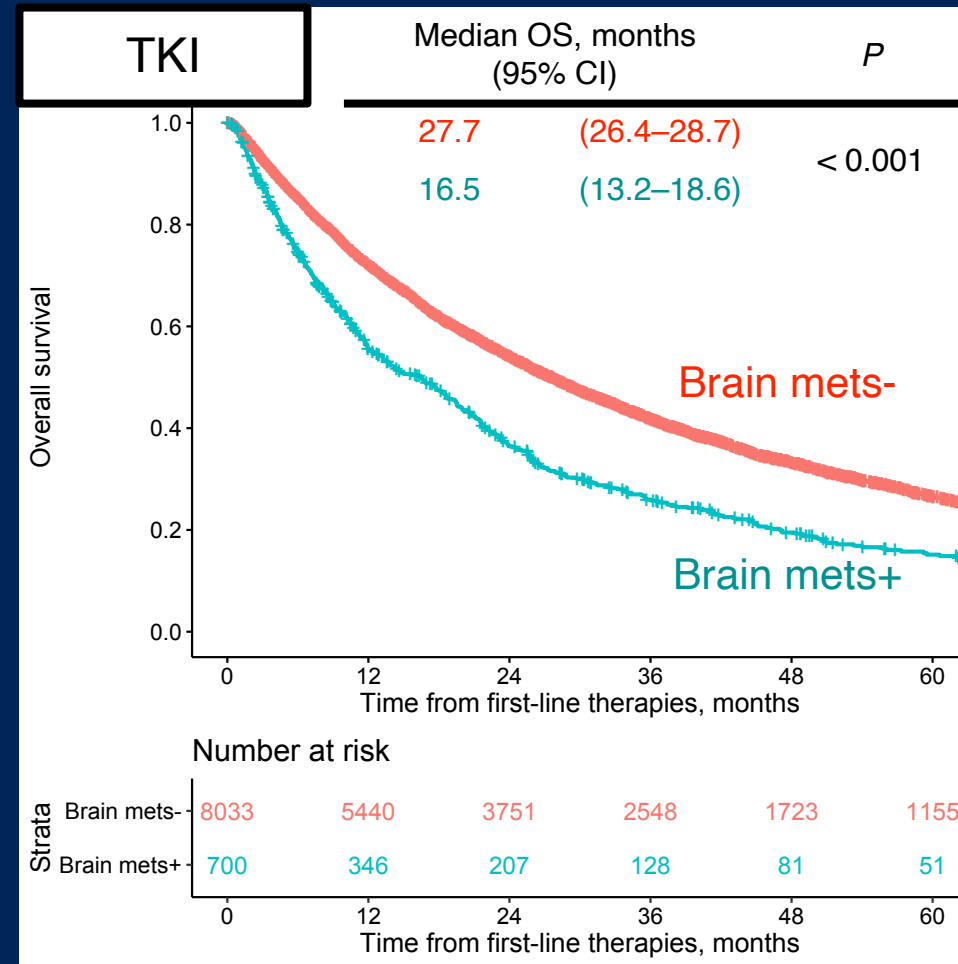 TKI
Median OS, months
(95% CI)
P
27.7 (26.4–28.7)
< 0.001
16.5 (13.2–18.6)
Overall survival
1.0
0.8
0.6
0.4
0.2
0.0
Brain mets-
Brain mets+
0 12 24 36 48 60
Time from first-line therapies, months
Number at risk
Strata
Brain mets- 8033 5440 3751 2548 1723 1155
Brain mets+ 700 346 207 128 81 51
0 12 24 36 48 60
Time from first-line therapies, months